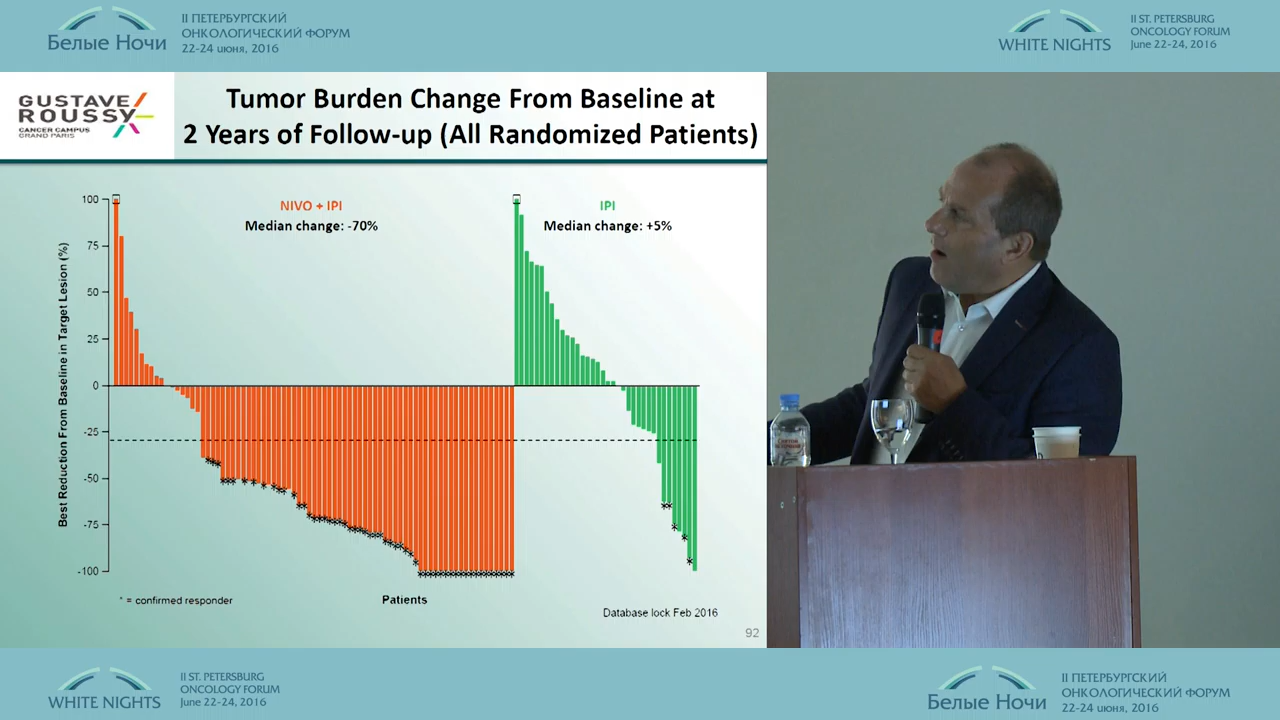 Белые Ночи
II ПЕТЕРБУРГСКИЙ
ОНКОЛОГИЧЕСКИЙ ФОРУМ
22-24 июня, 2016
WHITE NIGHTS
II ST. PETERSBURG
ONCOLOGY FORUM
June 22-24, 2016
GUSTAVE
ROUSSY
CANCER CAMPUS
GRAND PARIS
Tumor Burden Change From Baseline at
2 Years of Follow-up (All Randomized Patients)
Best Reduction From Baseline in Target Lesion (%)
100
75
50
25
0
-25
-50
-75
-100
NIVO + IPI
Median change: -70%
IPI
Median change: +5%
* = confirmed responder
Patients
Database lock Feb 2016
92
WHITE NIGHTS
II ST. PETERSBURG
ONCOLOGY FORUM
June 22-24, 2016
Белые Ночи
II ПЕТЕРБУРГСКИЙ
ОНКОЛОГИЧЕСКИЙ ФОРУМ
22-24 июня, 2016